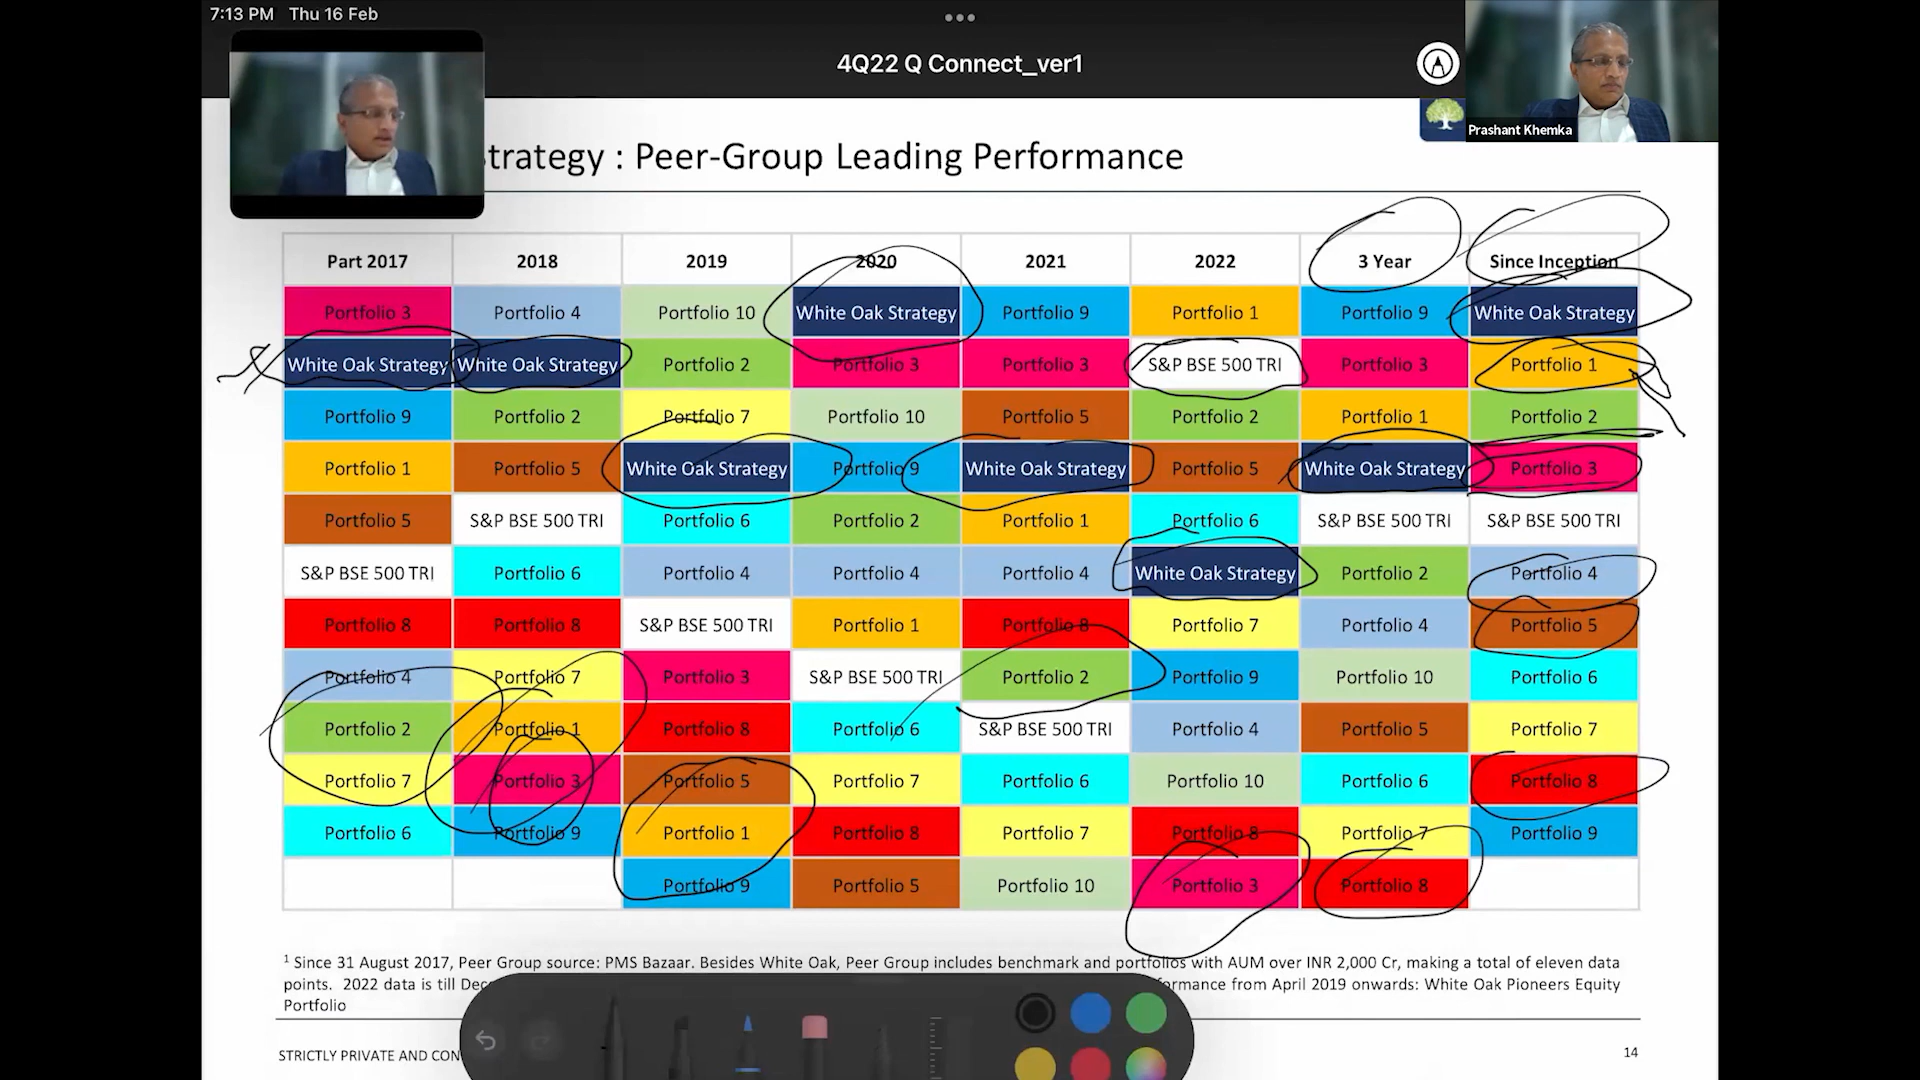 7:13 PM Thu 16 Feb
4Q22 Q Connect_ver1
Prashant Khemka
trategy : Peer-Group Leading Performance
Part 2017 2018 2019 2020 2021 2022 3 Year Since Inception
Portfolio 3 Portfolio 4 Portfolio 10 White Oak Strategy Portfolio 9 Portfolio 1 Portfolio 9 White Oak Strategy
White Oak Strategy White Oak Strategy Portfolio 2 Portfolio 3 Portfolio 3 S&P BSE 500 TRI Portfolio 3 Portfolio 1
Portfolio 9 Portfolio 2 Portfolio 7 Portfolio 10 Portfolio 5 Portfolio 2 Portfolio 1 Portfolio 2
Portfolio 1 Portfolio 5 White Oak Strategy Portfolio 9 White Oak Strategy Portfolio 5 White Oak Strategy Portfolio 3
Portfolio 5 S&P BSE 500 TRI Portfolio 6 Portfolio 2 Portfolio 1 Portfolio 6 S&P BSE 500 TRI S&P BSE 500 TRI
S&P BSE 500 TRI Portfolio 6 Portfolio 4 Portfolio 4 Portfolio 4 White Oak Strategy Portfolio 2 Portfolio 4
Portfolio 8 Portfolio 8 S&P BSE 500 TRI Portfolio 1 Portfolio 8 Portfolio 7 Portfolio 4 Portfolio 5
Portfolio 4 Portfolio 7 Portfolio 3 S&P BSE 500 TRI Portfolio 2 Portfolio 9 Portfolio 10 Portfolio 6
Portfolio 2 Portfolio 1 Portfolio 8 Portfolio 6 S&P BSE 500 TRI Portfolio 4 Portfolio 5 Portfolio 7
Portfolio 7 Portfolio 3 Portfolio 5 Portfolio 7 Portfolio 6 Portfolio 10 Portfolio 6 Portfolio 8
Portfolio 6 Portfolio 9 Portfolio 1 Portfolio 8 Portfolio 7 Portfolio 8 Portfolio 7 Portfolio 9
Portfolio 9 Portfolio 5 Portfolio 10 Portfolio 3 Portfolio 8
1 Since 31 August 2017, Peer Group source: PMS Bazaar. Besides White Oak, Peer Group includes benchmark and portfolios with AUM over INR 2,000 Cr, making a total of eleven data
points. 2022 data is till Dec rmance from April 2019 onwards: White Oak Pioneers Equity
Portfolio
STRICTLY PRIVATE AND CON 14